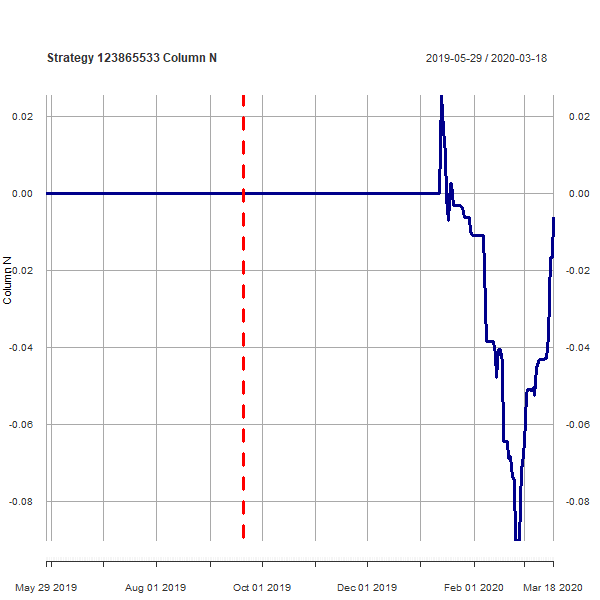 Strategy 123865533 Column N
2019-05-29 / 2020-03-18
0.02 0.02
0.00 0.00
-0.02 -0.02
Column N
-0.04 -0.04
-0.06 -0.06
-0.08 -0.08
May 29 2019 Aug 01 2019 Oct 01 2019 Dec 01 2019 Feb 01 2020 Mar 18 2020